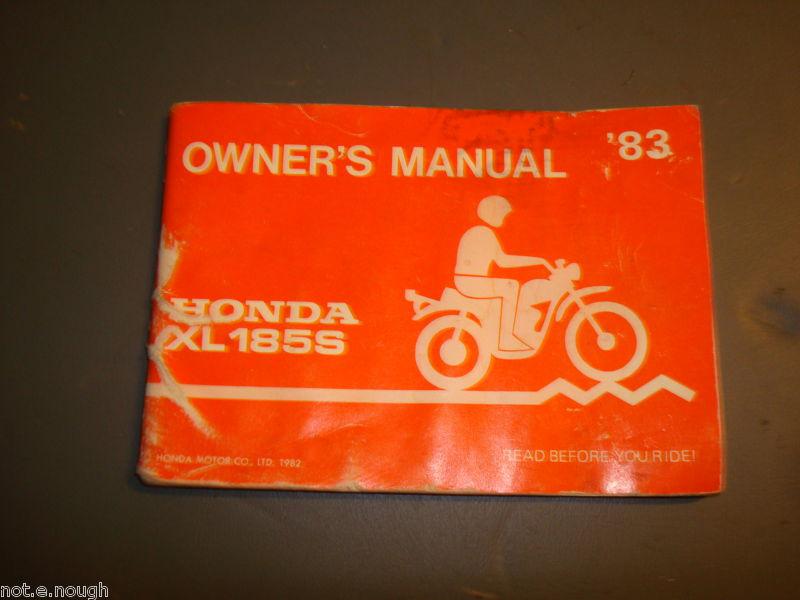 OWNER'S MANUAL '83
HONDA
XL185S
HONDA MOTOR CO., LTD. 1982
READ BEFORE YOU RIDE!
not.e.nough